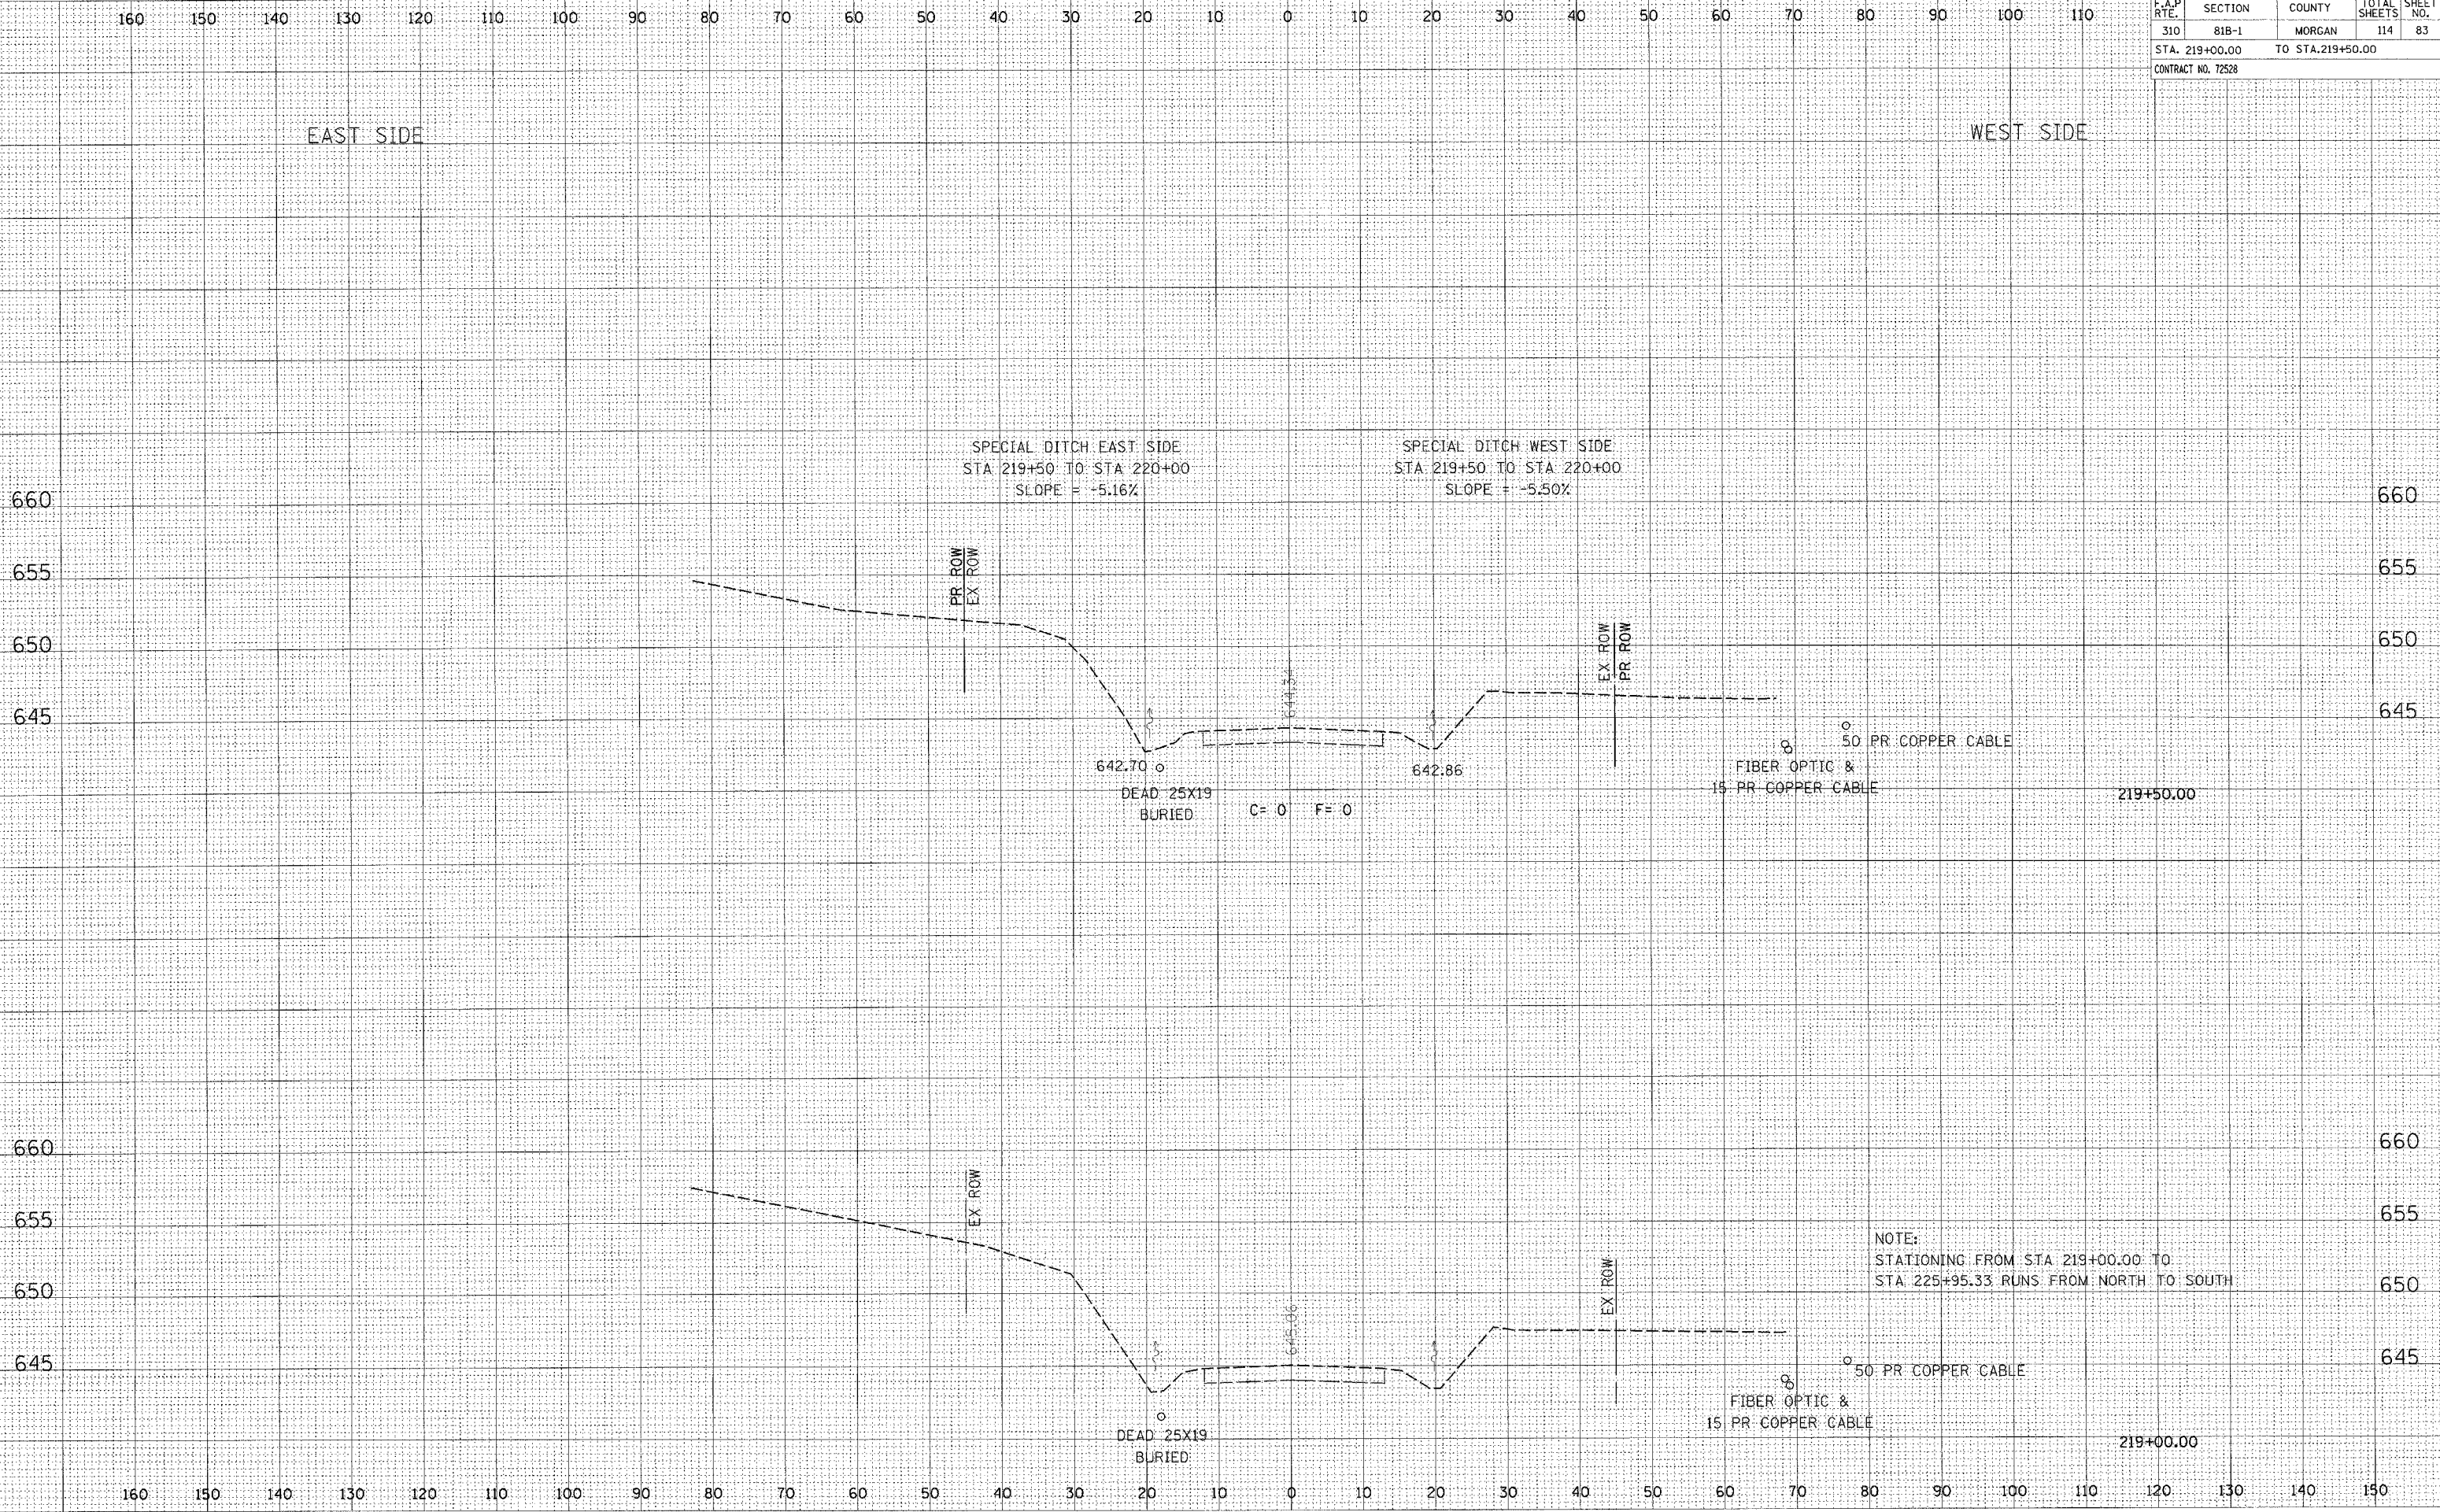 160 150 140 130 120 110 100 90 80 70 60 50 40 30 20 10 0 10 20 30 40 50 60 70 80 90 100 110
F.A.P RTE. SECTION COUNTY TOTAL SHEETS SHEET NO.
310 81B-1 MORGAN 114 83
STA. 219+00.00 TO STA.219+50.00
CONTRACT NO. 72528
EAST SIDE
WEST SIDE
SPECIAL DITCH EAST SIDE
STA 219+50 TO STA 220+00
SLOPE = -5.16%
SPECIAL DITCH WEST SIDE
STA 219+50 TO STA 220+00
SLOPE = -5.50%
660 660
655 655
650 650
645 645
PR ROW
EX ROW
EX ROW
PR ROW
644.34
642.70
642.86
DEAD 25X19
BURIED
C= 0 F= 0
50 PR COPPER CABLE
FIBER OPTIC &
15 PR COPPER CABLE
219+50.00
660 660
655 655
650 650
645 645
EX ROW
EX ROW
645.06
NOTE:
STATIONING FROM STA 219+00.00 TO
STA 225+95.33 RUNS FROM NORTH TO SOUTH
50 PR COPPER CABLE
FIBER OPTIC &
15 PR COPPER CABLE
DEAD 25X19
BURIED
219+00.00
160 150 140 130 120 110 100 90 80 70 60 50 40 30 20 10 0 10 20 30 40 50 60 70 80 90 100 110 120 130 140 150